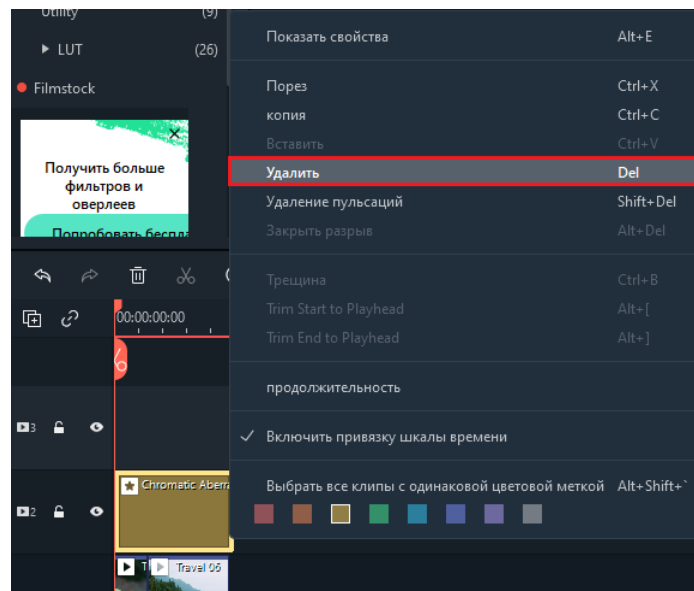 Utility (9)
LUT (26)
Filmstock
Получить больше
фильтров и
оверлеев
Попробовать
00:00:00:00
3
2
Chromatic
Travel 06
Показать свойства Alt+E
Порез Ctrl+X
копия Ctrl+C
Вставить Ctrl+V
Удалить Del
Удаление пульсаций Shift+Del
Закрыть разрыв Alt+Del
Трещина Ctrl+B
Trim Start to Playhead Alt+[
Trim End to Playhead Alt+]
продолжительность
Включить привязку шкалы времени
Выбрать все клипы с одинаковой цветовой меткой Alt+Shift+`